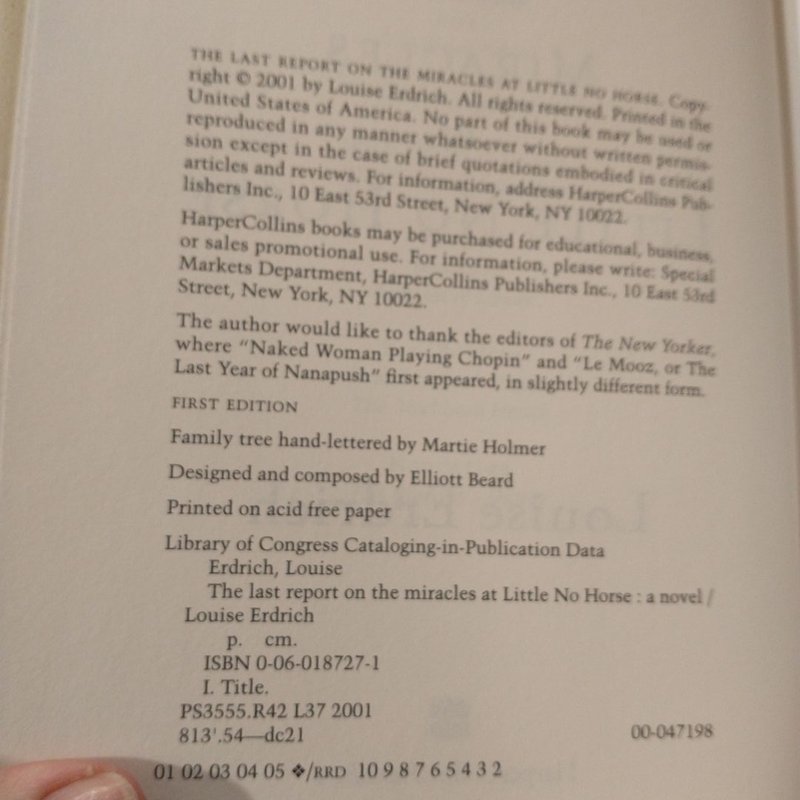 THE LAST REPORT ON THE MIRACLES AT LITTLE NO HORSE. Copy-
right © 2001 by Louise Erdrich. All rights reserved. Printed in the
United States of America. No part of this book may be used or
reproduced in any manner whatsoever without written permis-
sion except in the case of brief quotations embodied in critical
articles and reviews. For information, address HarperCollins Pub-
lishers Inc., 10 East 53rd Street, New York, NY 10022.
HarperCollins books may be purchased for educational, business,
or sales promotional use. For information, please write: Special
Markets Department, HarperCollins Publishers Inc., 10 East 53rd
Street, New York, NY 10022.
The author would like to thank the editors of The New Yorker,
where “Naked Woman Playing Chopin” and “Le Mooz, or The
Last Year of Nanapush” first appeared, in slightly different form.
FIRST EDITION
Family tree hand-lettered by Martie Holmer
Designed and composed by Elliott Beard
Printed on acid free paper
Library of Congress Cataloging-in-Publication Data
Erdrich, Louise
The last report on the miracles at Little No Horse : a novel /
Louise Erdrich
p. cm.
ISBN 0-06-018727-1
I. Title.
PS3555.R42 L37 2001
813'.54—dc21 00-047198
01 02 03 04 05 ❖/RRD 10 9 8 7 6 5 4 3 2